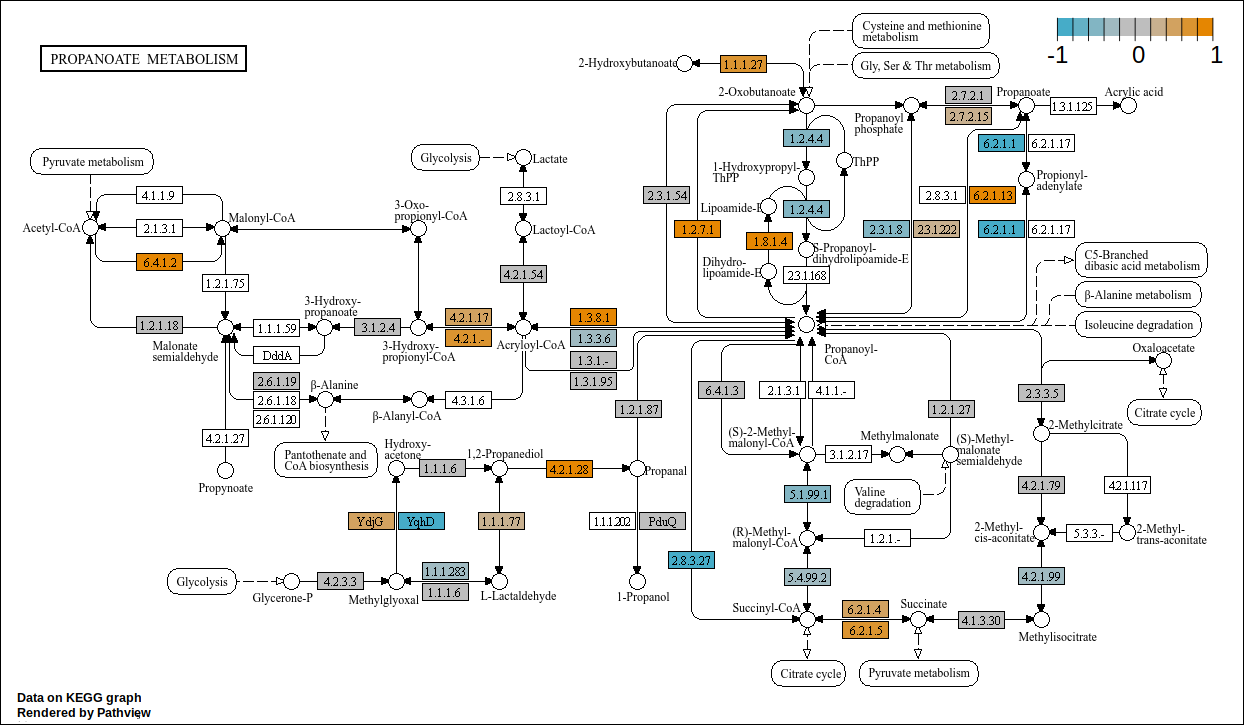 PROPANOATE METABOLISM
-1 0 1
Cysteine and methionine
metabolism
Gly, Ser & Thr metabolism
2-Hydroxybutanoate
1.1.1.27
2-Oxobutanoate
Propanoyl
phosphate
2.7.2.1
2.7.2.15
Propanoate
1.3.1.125
Acrylic acid
1.2.4.4
ThPP
1-Hydroxypropyl-
ThPP
6.2.1.1
6.2.1.17
Propionyl-
adenylate
2.3.1.54
2.8.3.1
6.2.1.13
Lipoamide-E
1.2.4.4
1.2.7.1
1.8.1.4
2.3.1.8
2.3.1.222
6.2.1.1
6.2.1.17
S-Propanoyl-
dihydrolipoamide-E
Dihydro-
lipoamide-E
2.3.1.168
C5-Branched
dibasic acid metabolism
β-Alanine metabolism
Isoleucine degradation
Pyruvate metabolism
Glycolysis
Lactate
4.1.1.9
2.8.3.1
Acetyl-CoA
2.1.3.1
Malonyl-CoA
3-Oxo-
propionyl-CoA
Lactoyl-CoA
6.4.1.2
1.2.1.75
4.2.1.54
3-Hydroxy-
propanoate
1.2.1.18
1.1.1.59
3.1.2.4
4.2.1.117
4.2.1.-
1.3.8.1
1.3.3.6
1.3.1.-
1.3.1.95
Malonate
semialdehyde
DddA
3-Hydroxy-
propionyl-CoA
Acryloyl-CoA
Propanoyl-
CoA
Oxaloacetate
2.6.1.19
2.6.1.18
2.6.1.120
β-Alanine
β-Alanyl-CoA
4.3.1.6
1.2.1.87
6.4.1.3
2.1.3.1
4.1.1.-
1.2.1.27
2.3.3.5
Citrate cycle
4.2.1.27
Propynoate
Pantothenate and
CoA biosynthesis
Hydroxy-
acetone
1.1.1.6
1,2-Propanediol
4.2.1.28
Propanal
(S)-2-Methyl-
malonyl-CoA
3.1.2.17
Methylmalonate
(S)-Methyl-
malonate
semialdehyde
2-Methylcitrate
Valine
degradation
5.1.99.1
4.2.1.79
4.2.1.117
YdjG
YqhD
1.1.1.77
1.1.1.202
PduQ
(R)-Methyl-
malonyl-CoA
1.2.1.-
2-Methyl-
cis-aconitate
5.3.3.-
2-Methyl-
trans-aconitate
2.8.3.27
Glycolysis
Glycerone-P
4.2.3.3
Methylglyoxal
1.1.1.283
1.1.1.6
L-Lactaldehyde
1-Propanol
5.4.99.2
4.2.1.99
Succinyl-CoA
6.2.1.4
6.2.1.5
Succinate
4.1.3.30
Methylisocitrate
Citrate cycle
Pyruvate metabolism
Data on KEGG graph
Rendered by Pathview